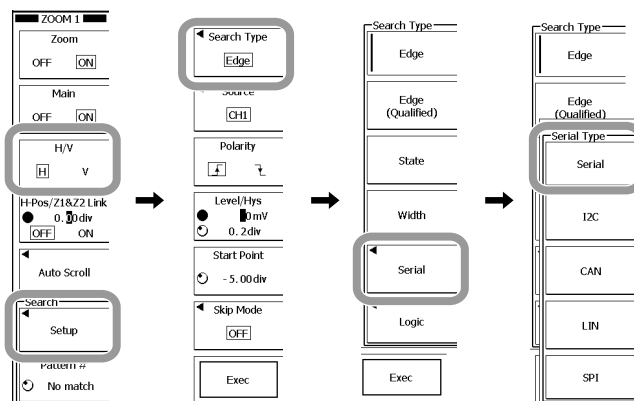 ZOOM 1
Zoom
OFF ON
Main
OFF ON
H/V
H V
H-Pos/Z1&Z2 Link
0.00div
OFF ON
Auto Scroll
Search
Setup
Pattern #
No match
Search Type
Edge
Source
CH1
Polarity
Level/Hys
0mV
0.2div
Start Point
-5.00div
Skip Mode
OFF
Exec
Search Type
Edge
Edge
(Qualified)
State
Width
Serial
Logic
Exec
Search Type
Edge
Edge
(Qualified)
Serial Type
Serial
I2C
CAN
LIN
SPI